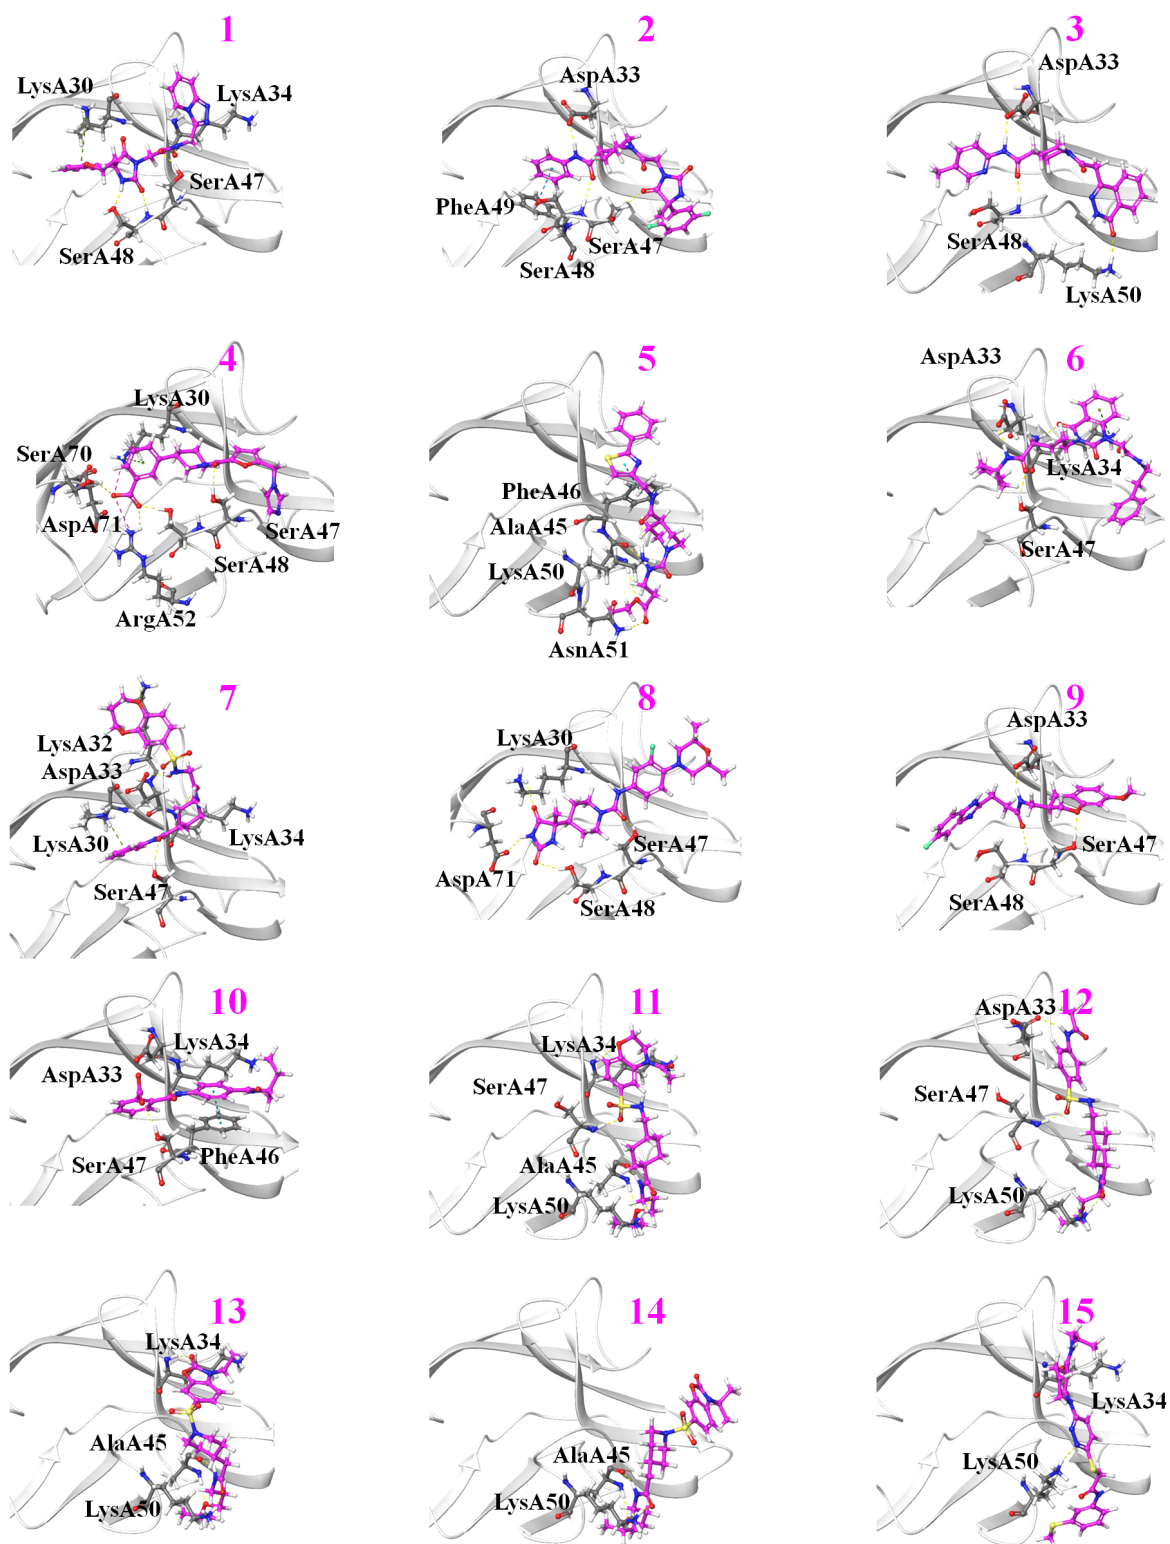 1
LysA30
LysA34
SerA47
SerA48
2
AspA33
PheA49
SerA47
SerA48
3
AspA33
SerA48
LysA50
4
LysA30
SerA70
AspA71
SerA47
SerA48
ArgA52
5
PheA46
AlaA45
LysA50
AsnA51
6
AspA33
LysA34
SerA47
7
LysA32
AspA33
LysA30
LysA34
SerA47
8
LysA30
SerA47
AspA71
SerA48
9
AspA33
SerA47
SerA48
10
LysA34
AspA33
SerA47
PheA46
11
LysA34
SerA47
AlaA45
LysA50
12
AspA33
SerA47
LysA50
13
LysA34
AlaA45
LysA50
14
AlaA45
LysA50
15
LysA34
LysA50